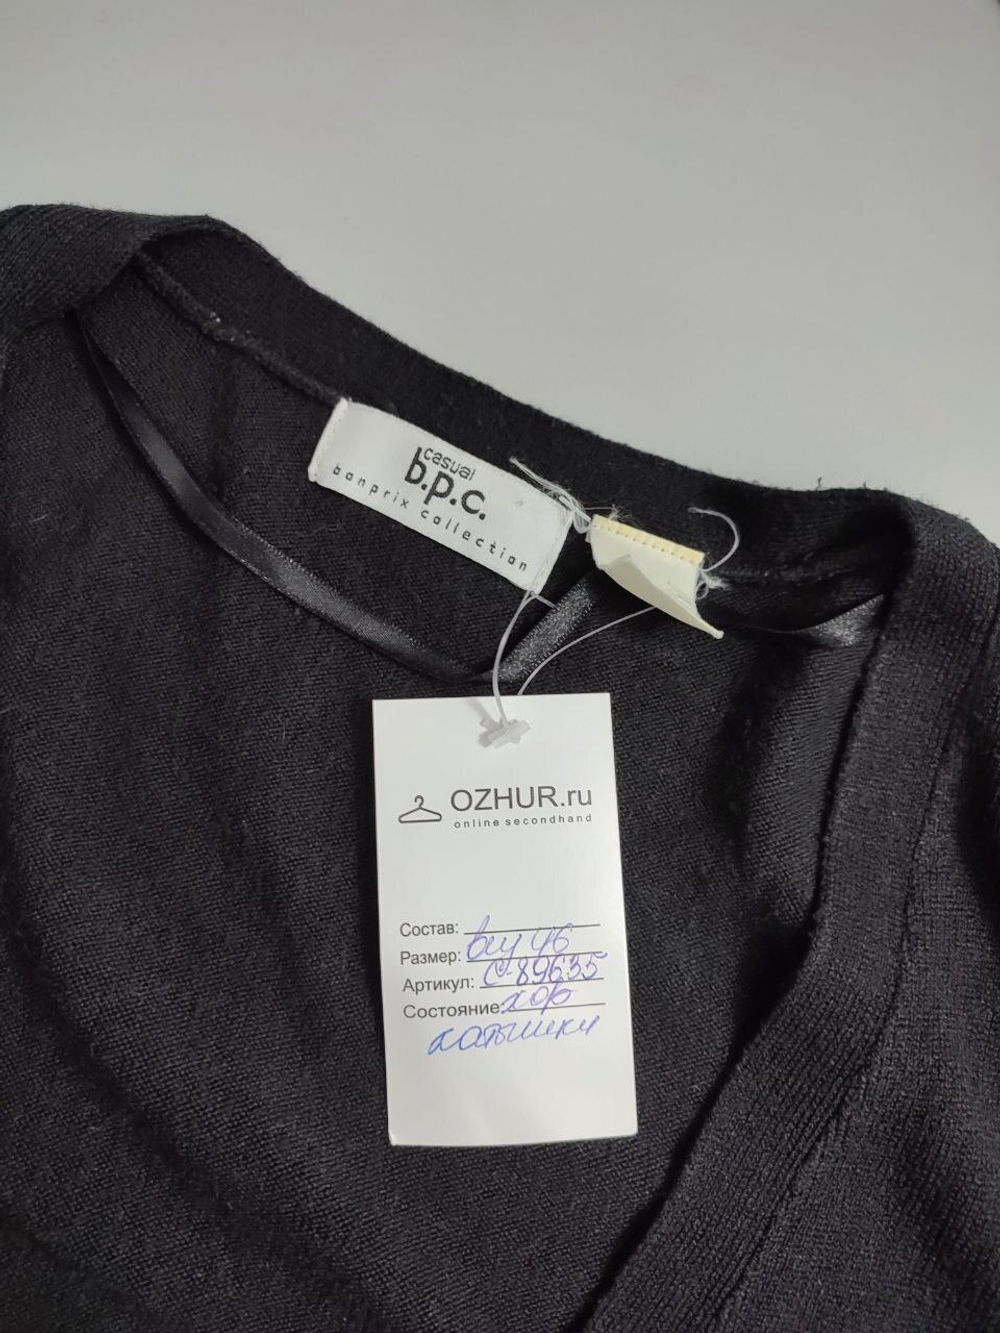 casual
b.p.c.
bonprix collection
OZHUR.ru
online secondhand
Состав:
Размер: 46
Артикул: С-89635
Состояние: хор
катышки